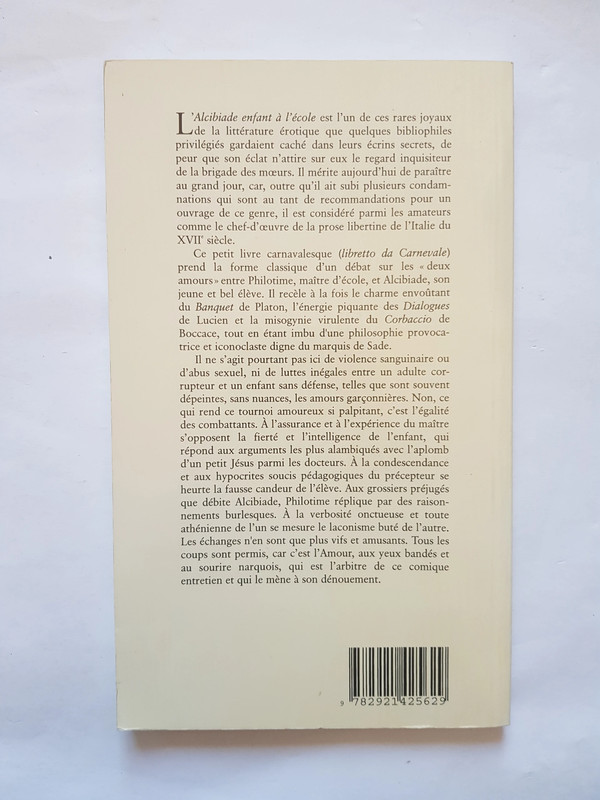 L'Alcibiade enfant à l'école est l'un de ces rares joyaux
de la littérature érotique que quelques bibliophiles
privilégiés gardaient caché dans leurs écrins secrets, de
peur que son éclat n'attire sur eux le regard inquisiteur
de la brigade des mœurs. Il mérite aujourd'hui de paraître
au grand jour, car, outre qu'il ait subi plusieurs condam-
nations qui sont au tant de recommandations pour un
ouvrage de ce genre, il est considéré parmi les amateurs
comme le chef-d'œuvre de la prose libertine de l'Italie du
XVIIe siècle.
Ce petit livre carnavalesque (libretto da Carnevale)
prend la forme classique d'un débat sur les «deux
amours» entre Philotime, maître d'école, et Alcibiade, son
jeune et bel élève. Il recèle à la fois le charme envoûtant
du Banquet de Platon, l'énergie piquante des Dialogues
de Lucien et la misogynie virulente du Corbaccio de
Boccace, tout en étant imbu d'une philosophie provoca-
trice et iconoclaste digne du marquis de Sade.
Il ne s'agit pourtant pas ici de violence sanguinaire ou
d'abus sexuel, ni de luttes inégales entre un adulte cor-
rupteur et un enfant sans défense, telles que sont souvent
dépeintes, sans nuances, les amours garçonnières. Non, ce
qui rend ce tournoi amoureux si palpitant, c'est l'égalité
des combattants. À l'assurance et à l'expérience du maître
s'opposent la fierté et l'intelligence de l'enfant, qui
répond aux arguments les plus alambiqués avec l'aplomb
d'un petit Jésus parmi les docteurs. À la condescendance
et aux hypocrites soucis pédagogiques du précepteur se
heurte la fausse candeur de l'élève. Aux grossiers préjugés
que débite Alcibiade, Philotime réplique par des raison-
nements burlesques. À la verbosité onctueuse et toute
athénienne de l'un se mesure le laconisme buté de l'autre.
Les échanges n'en sont que plus vifs et amusants. Tous les
coups sont permis, car c'est l'Amour, aux yeux bandés et
au sourire narquois, qui est l'arbitre de ce comique
entretien et qui le mène à son dénouement.
9 782921 425629